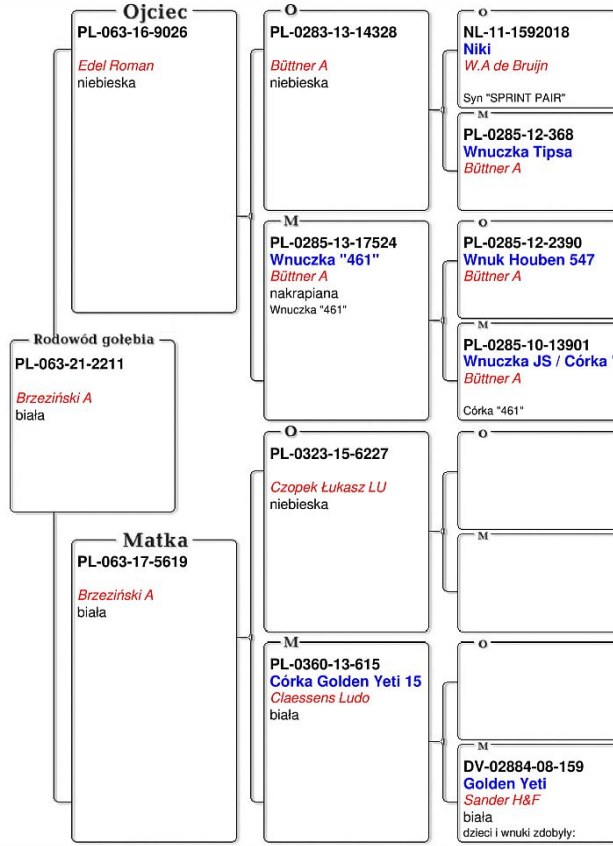 Rodowód gołębia
PL-063-21-2211
Brzeziński A
biała
Ojciec
PL-063-16-9026
Edel Roman
niebieska
Matka
PL-063-17-5619
Brzeziński A
biała
O
PL-0283-13-14328
Büttner A
niebieska
M
PL-0285-13-17524
Wnuczka "461"
Büttner A
nakrapiana
Wnuczka "461"
O
PL-0323-15-6227
Czopek Łukasz LU
niebieska
M
PL-0360-13-615
Córka Golden Yeti 15
Claessens Ludo
biała
O
NL-11-1592018
Niki
W.A de Bruijn
Syn "SPRINT PAIR"
M
PL-0285-12-368
Wnuczka Tipsa
Büttner A
O
PL-0285-12-2390
Wnuk Houben 547
Büttner A
M
PL-0285-10-13901
Wnuczka JS / Córka "
Büttner A
Córka "461"
O
M
O
M
DV-02884-08-159
Golden Yeti
Sander H&F
biała
dzieci i wnuki zdobyły: